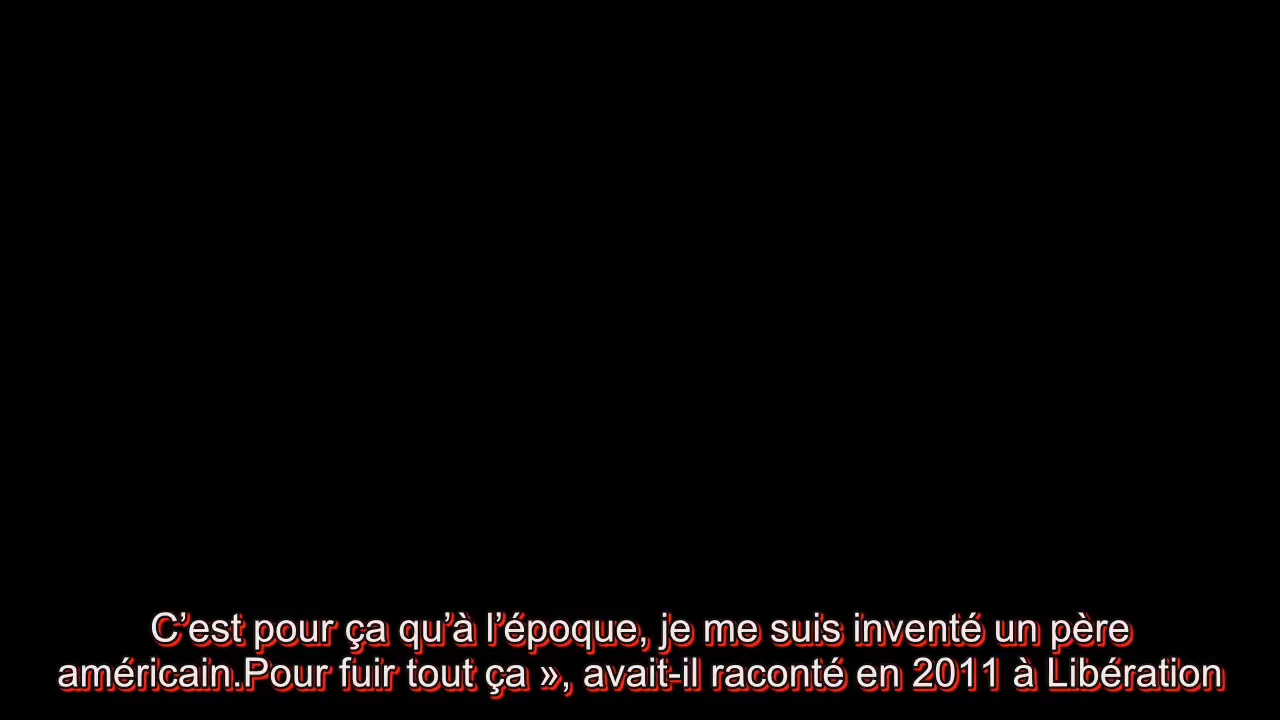 C’est pour ça qu’à l’époque, je me suis inventé un père
américain.Pour fuir tout ça », avait-il raconté en 2011 à Libération